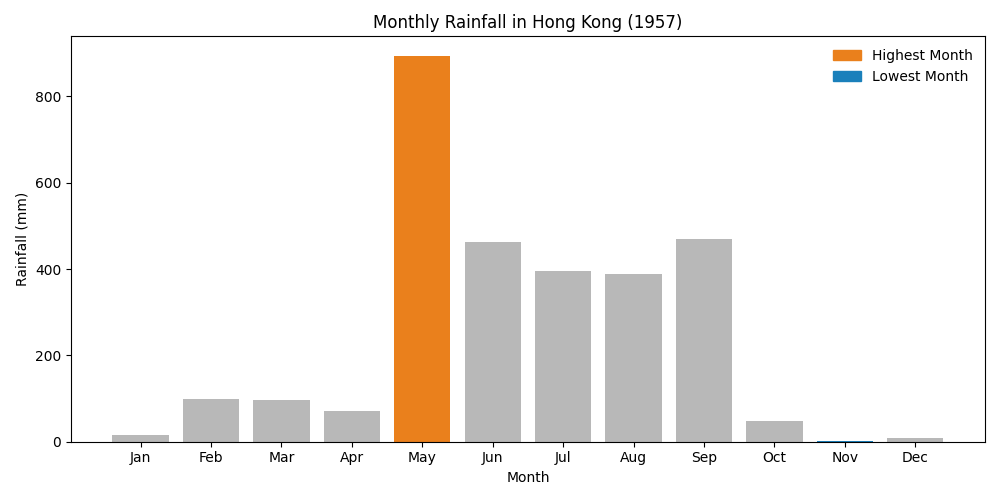 Monthly Rainfall in Hong Kong (1957)
Highest Month
Lowest Month
800
600
400
200
0
Rainfall (mm)
Jan Feb Mar Apr May Jun Jul Aug Sep Oct Nov Dec
Month